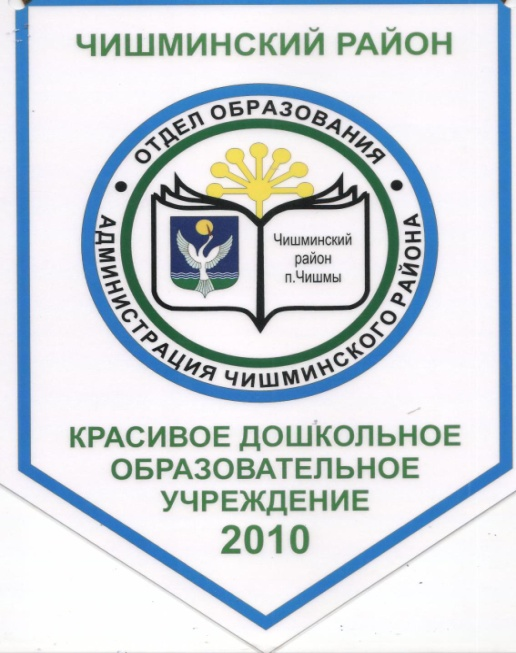 ЧИШМИНСКИЙ РАЙОН
• ОТДЕЛ ОБРАЗОВАНИЯ •
АДМИНИСТРАЦИЯ ЧИШМИНСКОГО РАЙОНА
Чишминский
район
п.Чишмы
КРАСИВОЕ ДОШКОЛЬНОЕ
ОБРАЗОВАТЕЛЬНОЕ
УЧРЕЖДЕНИЕ
2010